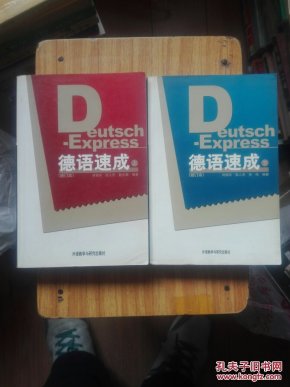 Deutsch
-Express
德语速成
外语教学与研究出版社
Deutsch
-Express
德语速成
外语教学与研究出版社
孔夫子旧书网
www.kongfz.com